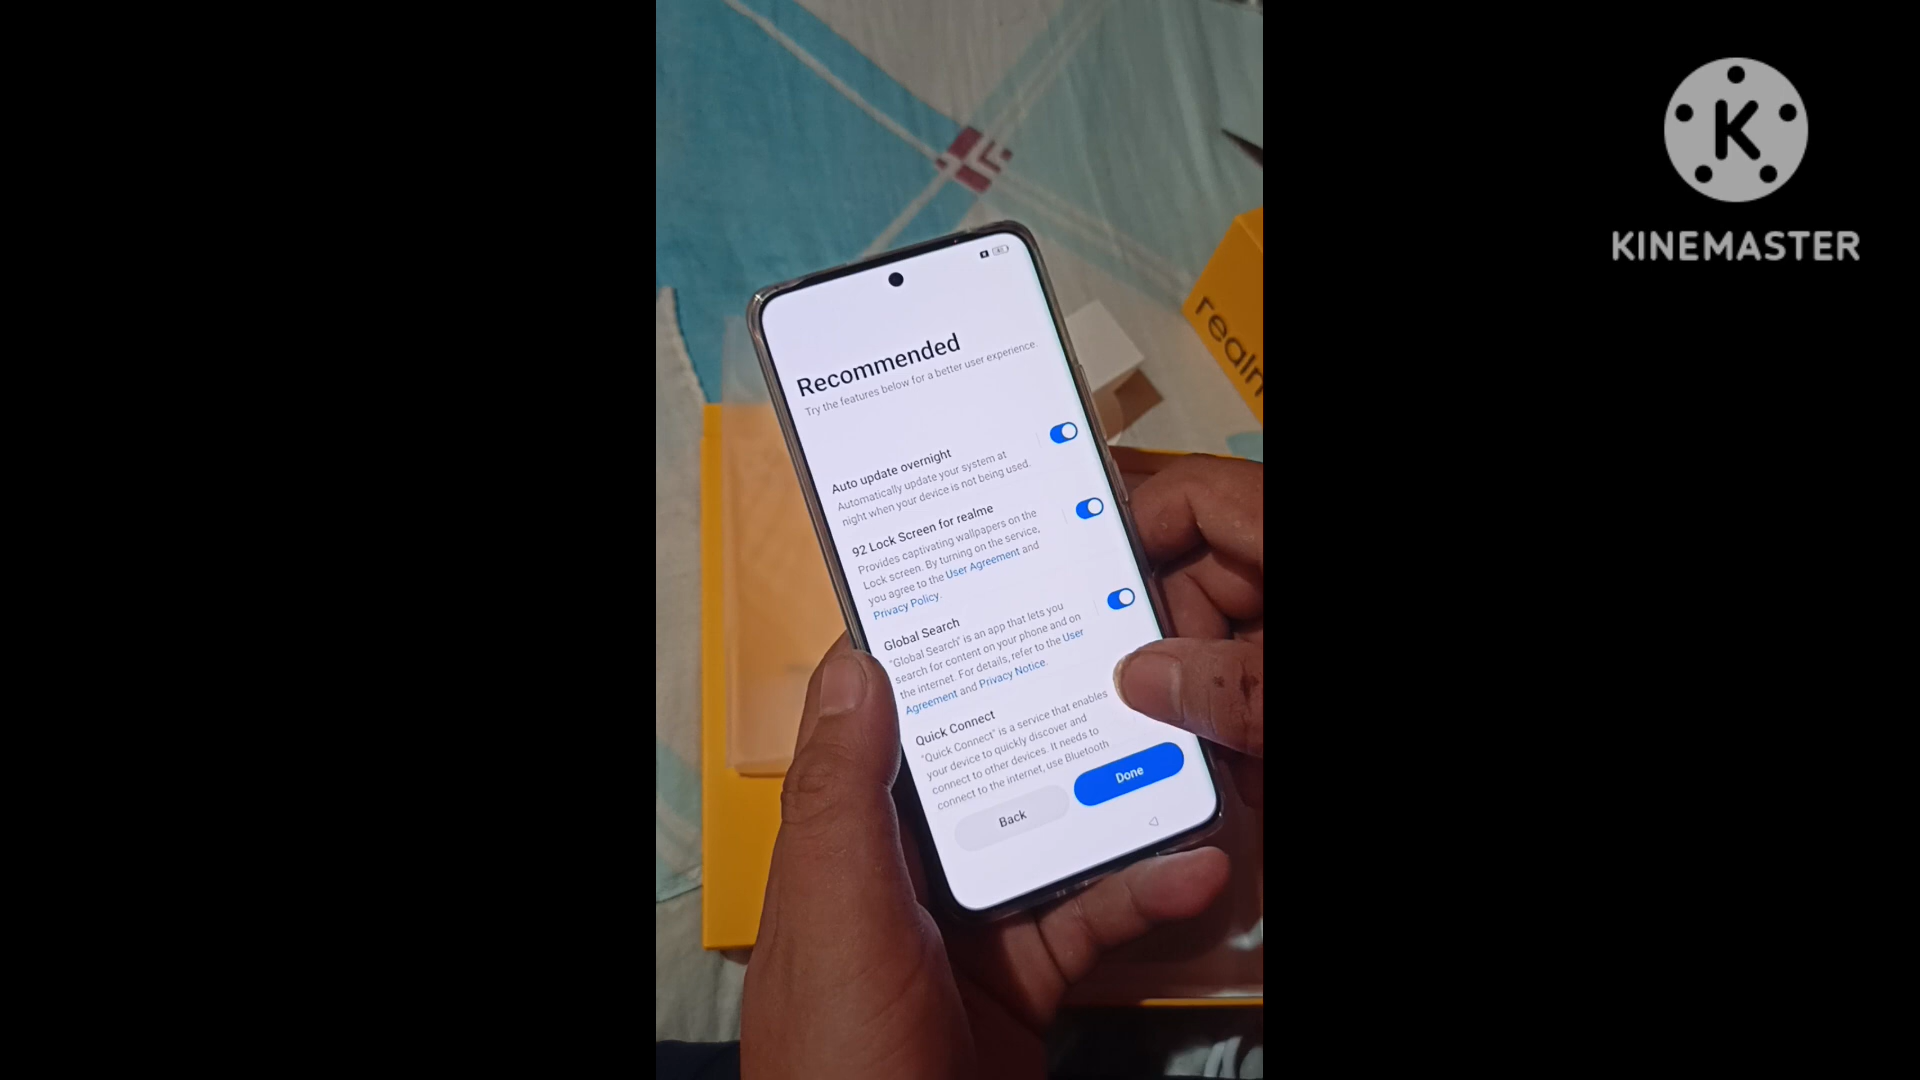 KINEMASTER
realm
Recommended
Try the features below for a better user experience.
Auto update overnight
Automatically update your system at
night when your device is not being used.
92 Lock Screen for realme
Provides captivating wallpapers on the
Lock screen. By turning on the service,
you agree to the User Agreement and
Privacy Policy.
Global Search
"Global Search" is an app that lets you
search for content on your phone and on
the internet. For details, refer to the User
Agreement and Privacy Notice.
Quick Connect
"Quick Connect" is a service that enables
your device to quickly discover and
connect to other devices. It needs to
connect to the internet, use Bluetooth
Back
Done